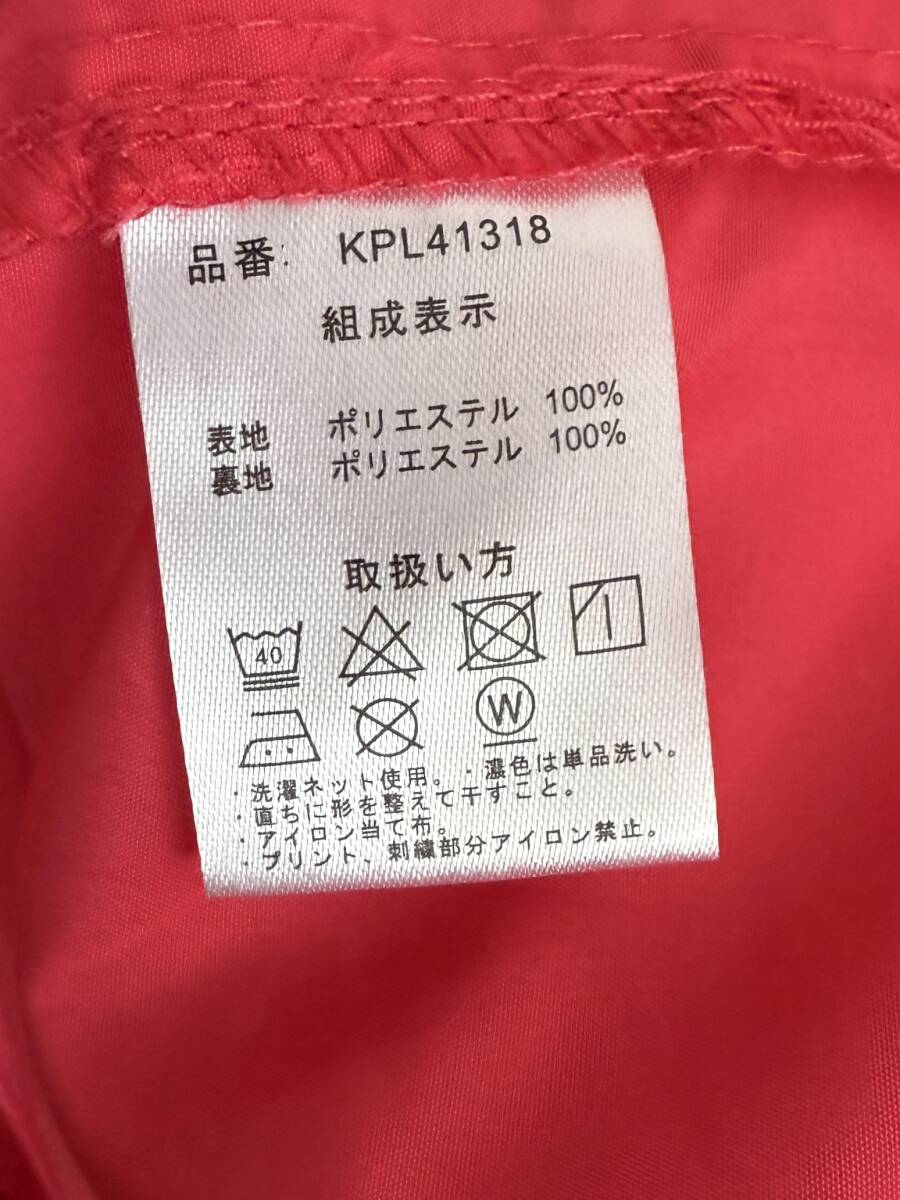 品番: KPL41318
組成表示
表地 ポリエステル 100%
裏地 ポリエステル 100%
取扱い方
40
W
・洗濯ネット使用。・濃色は単品洗い。
・直ちに形を整えて干すこと。
・アイロン当て布。
・プリント、刺繍部分アイロン禁止。